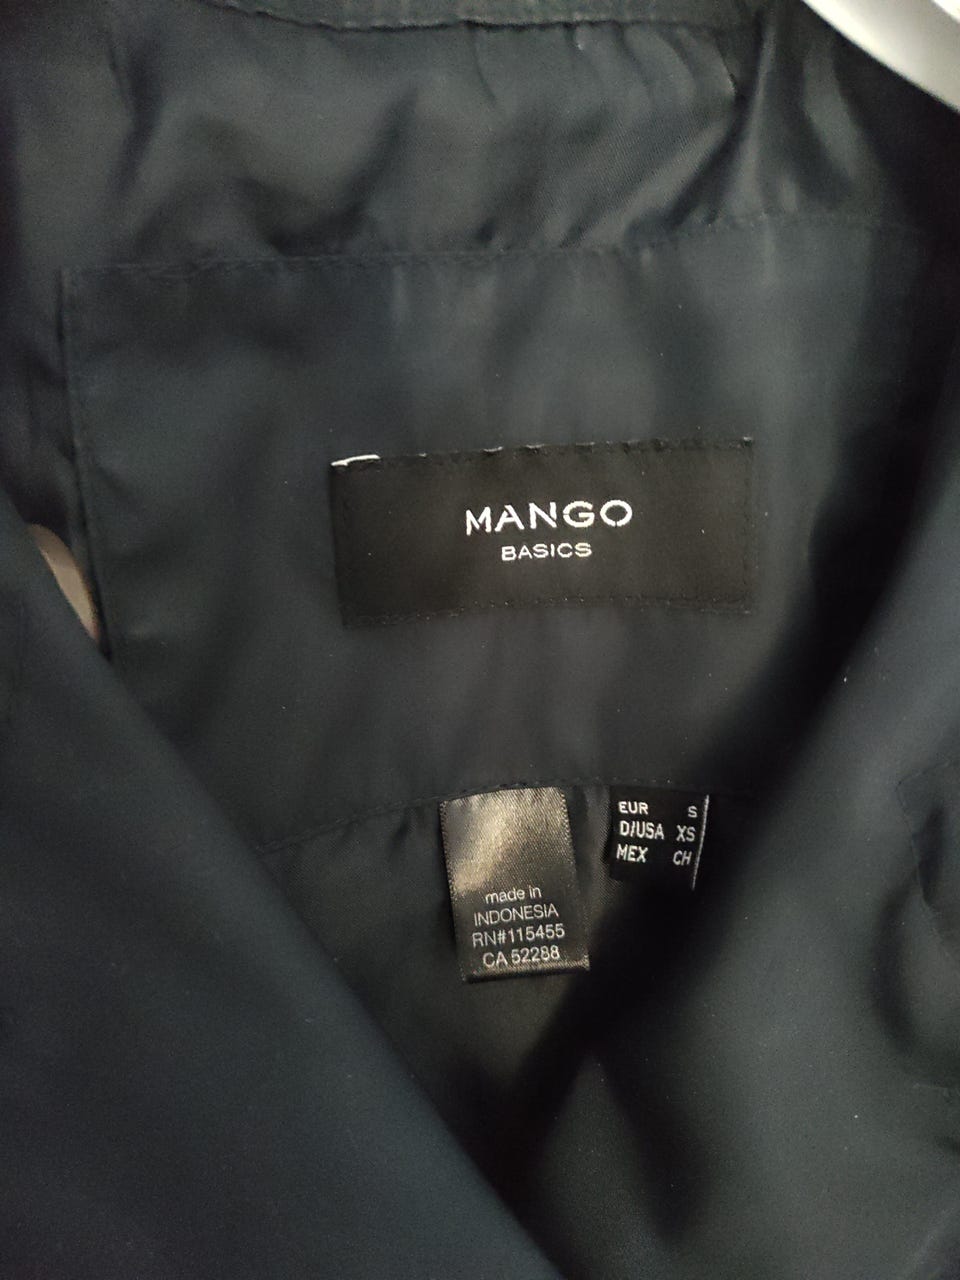 MANGO
BASICS
made in
INDONESIA
RN#115455
CA 52288
EUR S
D/USA XS
MEX CH